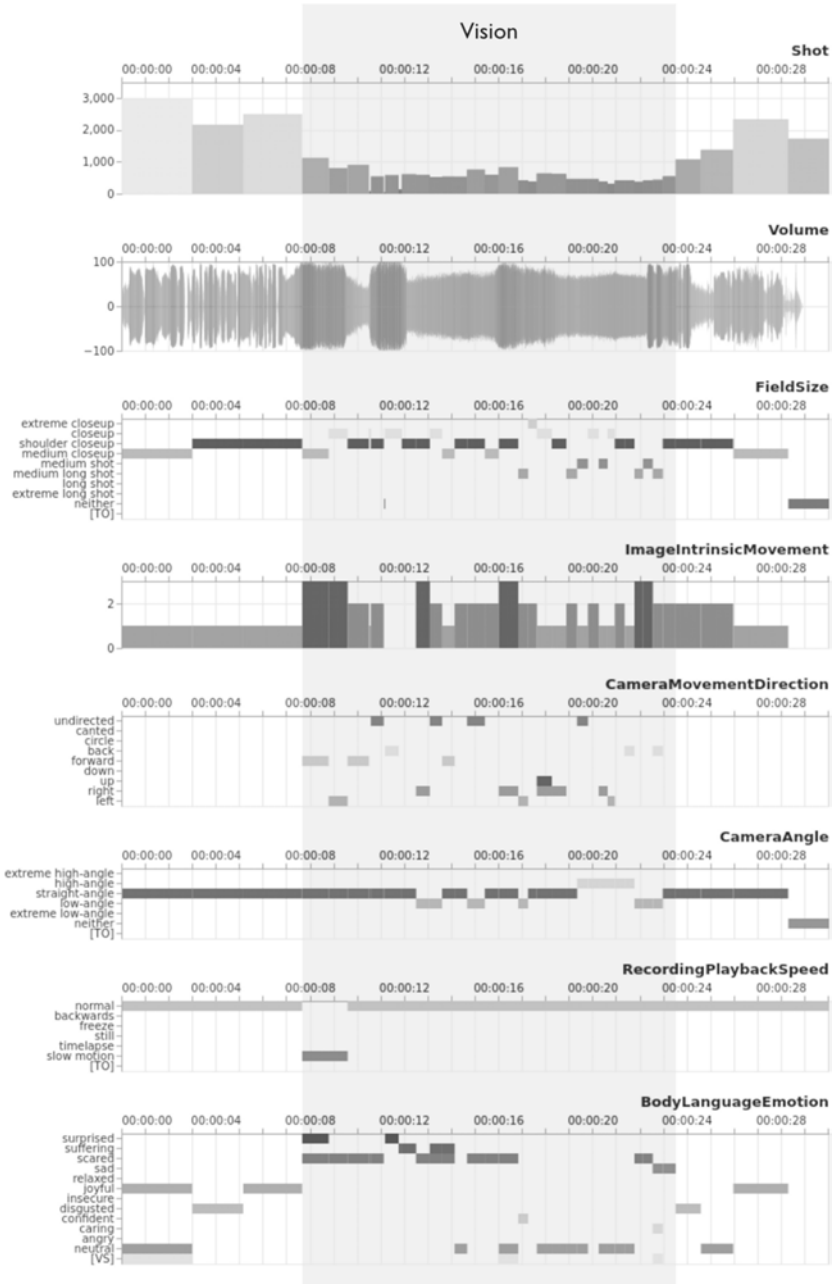 Vision
Shot
00:00:00 00:00:04 00:00:08 00:00:12 00:00:16 00:00:20 00:00:24 00:00:28
3,000
2,000
1,000
0
Volume
00:00:00 00:00:04 00:00:08 00:00:12 00:00:16 00:00:20 00:00:24 00:00:28
100
0
−100
FieldSize
00:00:00 00:00:04 00:00:08 00:00:12 00:00:16 00:00:20 00:00:24 00:00:28
extreme closeup
closeup
shoulder closeup
medium closeup
medium shot
medium long shot
long shot
extreme long shot
neither
[TO]
ImageIntrinsicMovement
00:00:00 00:00:04 00:00:08 00:00:12 00:00:16 00:00:20 00:00:24 00:00:28
2
0
CameraMovementDirection
00:00:00 00:00:04 00:00:08 00:00:12 00:00:16 00:00:20 00:00:24 00:00:28
undirected
canted
circle
back
forward
down
up
right
left
CameraAngle
00:00:00 00:00:04 00:00:08 00:00:12 00:00:16 00:00:20 00:00:24 00:00:28
extreme high-angle
high-angle
straight-angle
low-angle
extreme low-angle
neither
[TO]
RecordingPlaybackSpeed
00:00:00 00:00:04 00:00:08 00:00:12 00:00:16 00:00:20 00:00:24 00:00:28
normal
backwards
freeze
still
timelapse
slow motion
[TO]
BodyLanguageEmotion
00:00:00 00:00:04 00:00:08 00:00:12 00:00:16 00:00:20 00:00:24 00:00:28
surprised
suffering
scared
sad
relaxed
joyful
insecure
disgusted
confident
caring
angry
neutral
[VS]